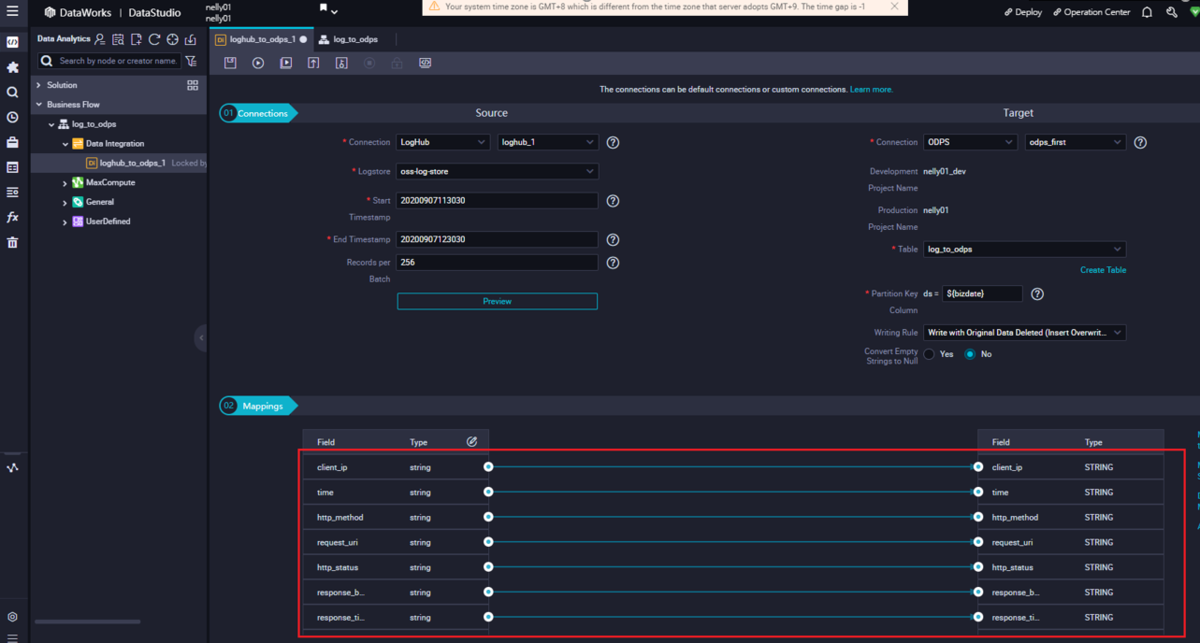 DataWorks | DataStudio
nelly01
nelly01
Your system time zone is GMT+8 which is different from the time zone that server adopts GMT+9. The time gap is -1
Deploy
Operation Center
Data Analytics
Search by node or creator name.
Solution
Business Flow
log_to_odps
Data Integration
Di loghub_to_odps_1 Locked by
MaxCompute
General
UserDefined
Di loghub_to_odps_1
log_to_odps
The connections can be default connections or custom connections. Learn more.
01 Connections
Source
Target
* Connection LogHub loghub_1
* Logstore oss-log-store
* Start Timestamp 20200907113030
* End Timestamp 20200907123030
Records per Batch 256
Preview
* Connection ODPS odps_first
Development Project Name nelly01_dev
Production Project Name nelly01
* Table log_to_odps
Create Table
* Partition Key Column ds = ${bizdate}
Writing Rule Write with Original Data Deleted (Insert Overwrit...
Convert Empty Strings to Null Yes No
02 Mappings
Field Type Field Type
client_ip string client_ip STRING
time string time STRING
http_method string http_method STRING
request_uri string request_uri STRING
http_status string http_status STRING
response_b... string response_b... STRING
response_ti... string response_ti... STRING